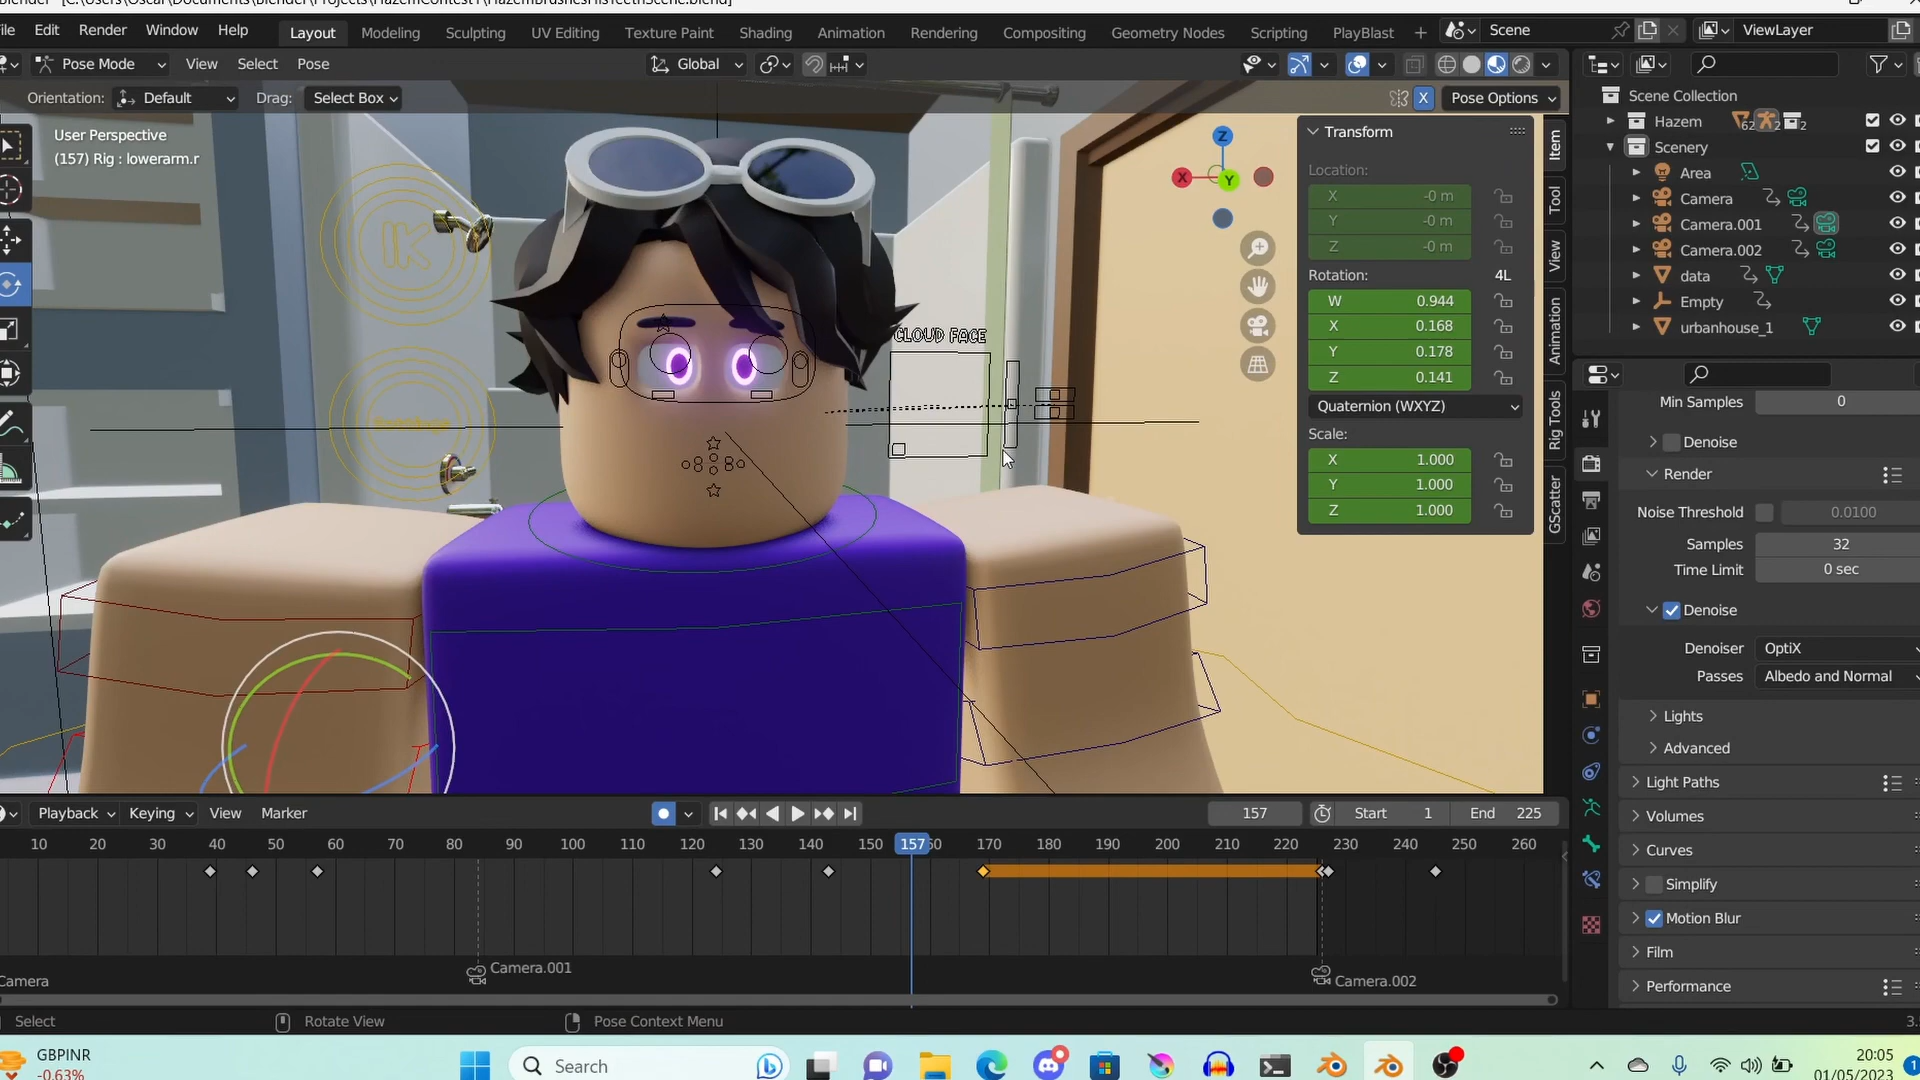 Blender - [C:\Users\Oscar\Documents\Blender\Projects\HazemContest1\HazemBrushesHisTeethScene.blend]
File Edit Render Window Help Layout Modeling Sculpting UV Editing Texture Paint Shading Animation Rendering Compositing Geometry Nodes Scripting PlayBlast + Scene ViewLayer
Pose Mode View Select Pose Global
Orientation: Default Drag: Select Box X Pose Options
User Perspective
(157) Rig : lowerarm.r
CLOUD FACE
Z
X
Y
Transform
Location:
X -0 m
Y -0 m
Z -0 m
Rotation: 4L
W 0.944
X 0.168
Y 0.178
Z 0.141
Quaternion (WXYZ)
Scale:
X 1.000
Y 1.000
Z 1.000
Item
Tool
View
Animation
Rig Tools
GScatter
Scene Collection
Hazem 62 2 2
Scenery
Area
Camera
Camera.001
Camera.002
data
Empty
urbanhouse_1
Min Samples 0
Denoise
Render
Noise Threshold 0.0100
Samples 32
Time Limit 0 sec
Denoise
Denoiser OptiX
Passes Albedo and Normal
Lights
Advanced
Light Paths
Volumes
Curves
Simplify
Motion Blur
Film
Performance
Playback Keying View Marker 157 Start 1 End 225
10 20 30 40 50 60 70 80 90 100 110 120 130 140 150 157 60 170 180 190 200 210 220 230 240 250 260
Camera.001
Camera Camera.002
Select Rotate View Pose Context Menu 3.
GBPINR
-0.63%
Search
20:05
01/05/2023
1